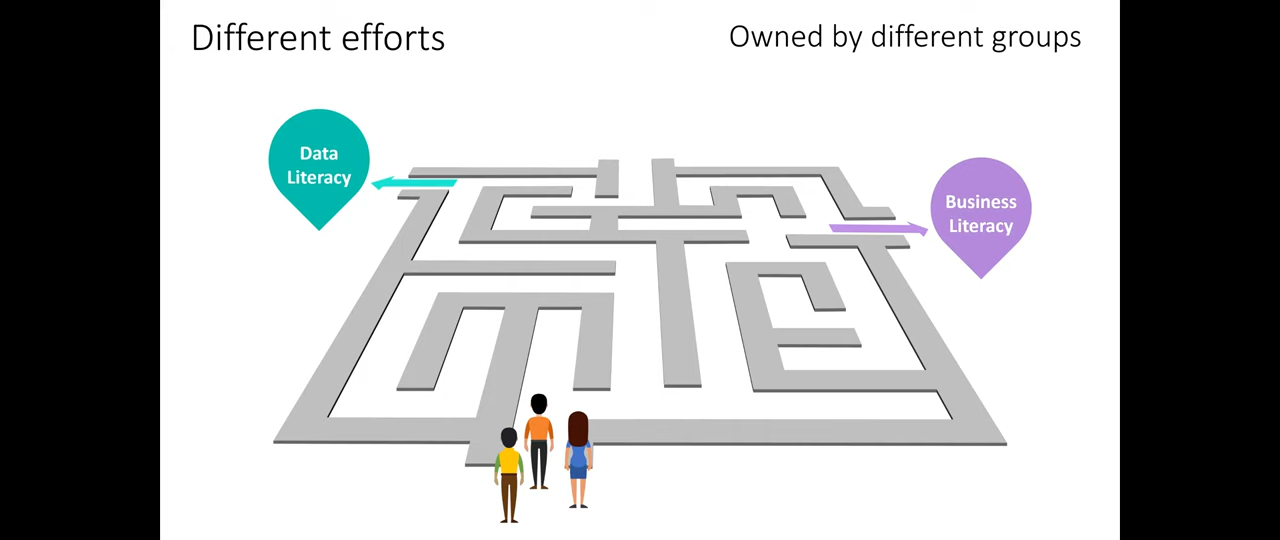 Different efforts
Owned by different groups
Data
Literacy
Business
Literacy